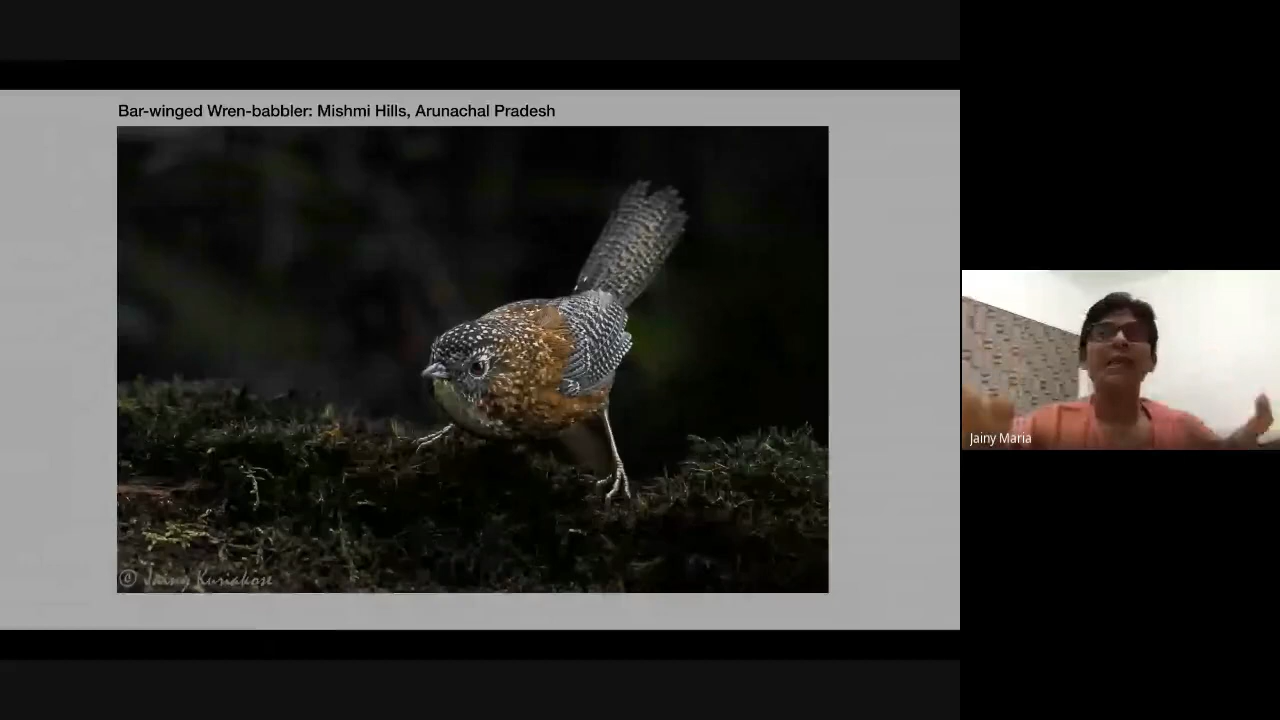 Bar-winged Wren-babbler: Mishmi Hills, Arunachal Pradesh
Jainy Maria
© Jainy Kuriakose